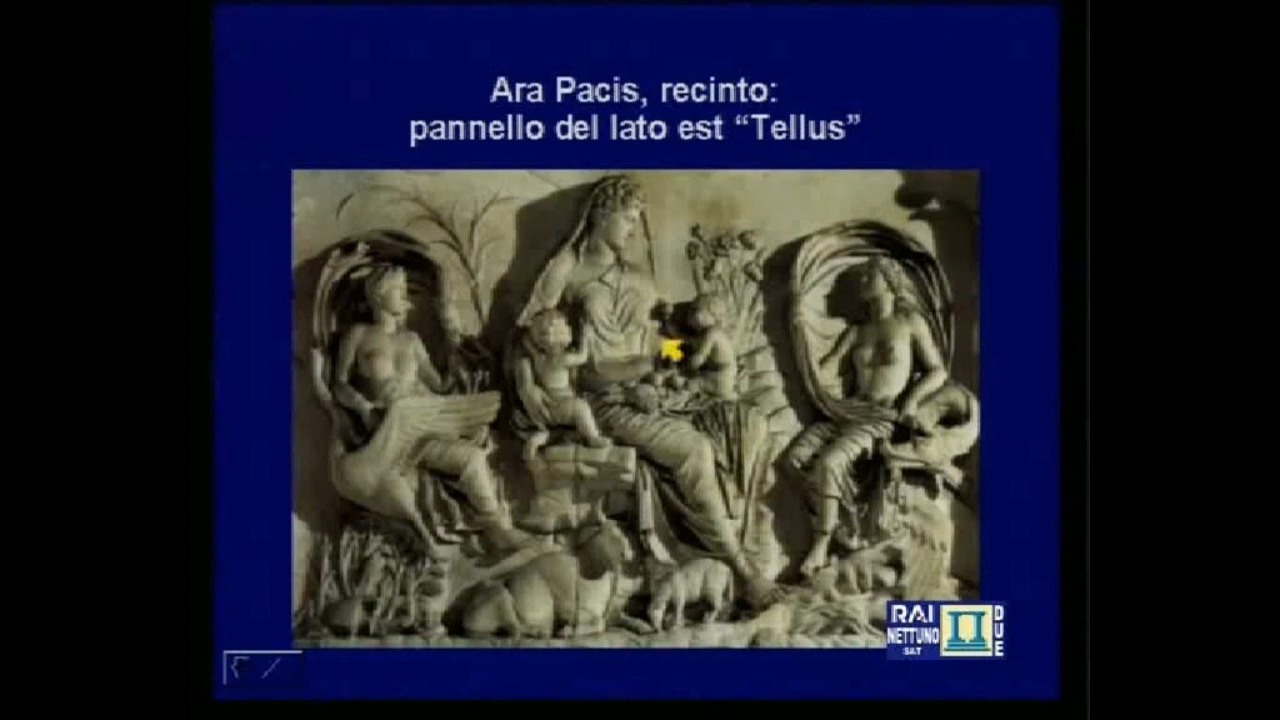 Ara Pacis, recinto:
pannello del lato est “Tellus”
RAI
NETTUNO
SAT
DUE